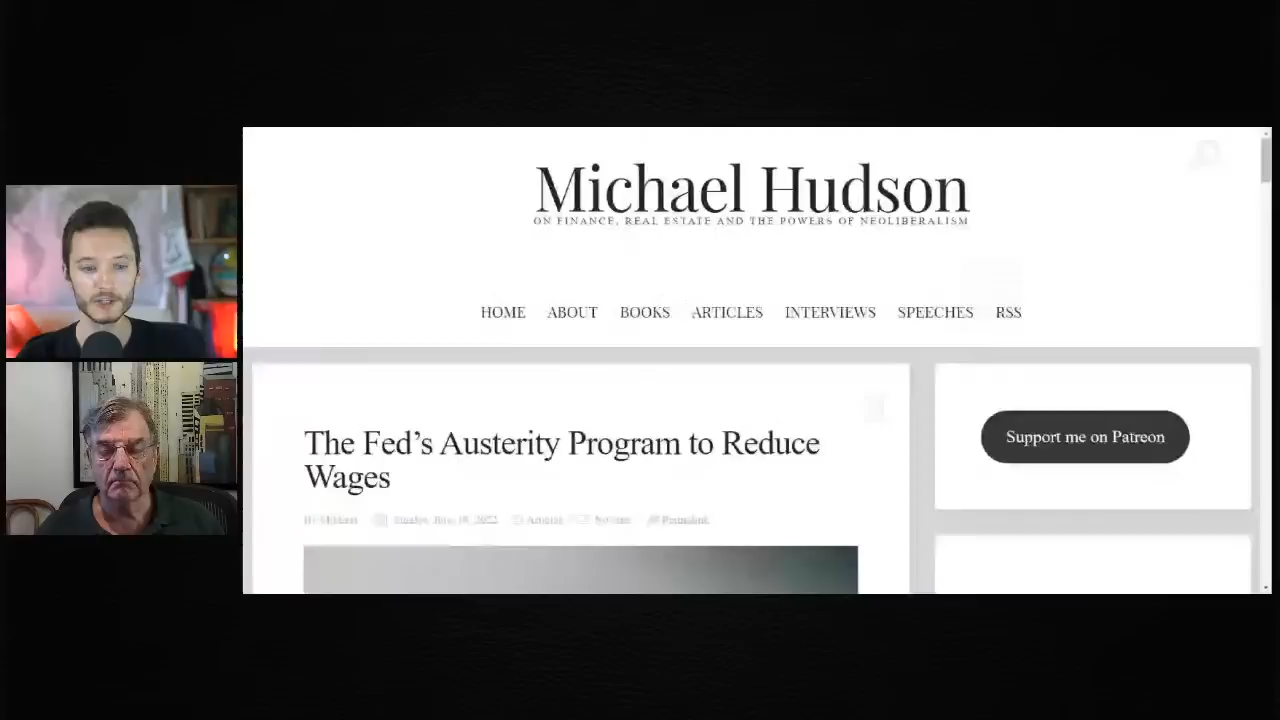 Michael Hudson
ON FINANCE, REAL ESTATE AND THE POWERS OF NEOLIBERALISM
HOME ABOUT BOOKS ARTICLES INTERVIEWS SPEECHES RSS
The Fed's Austerity Program to Reduce
Wages
Permalink
Support me on Patreon